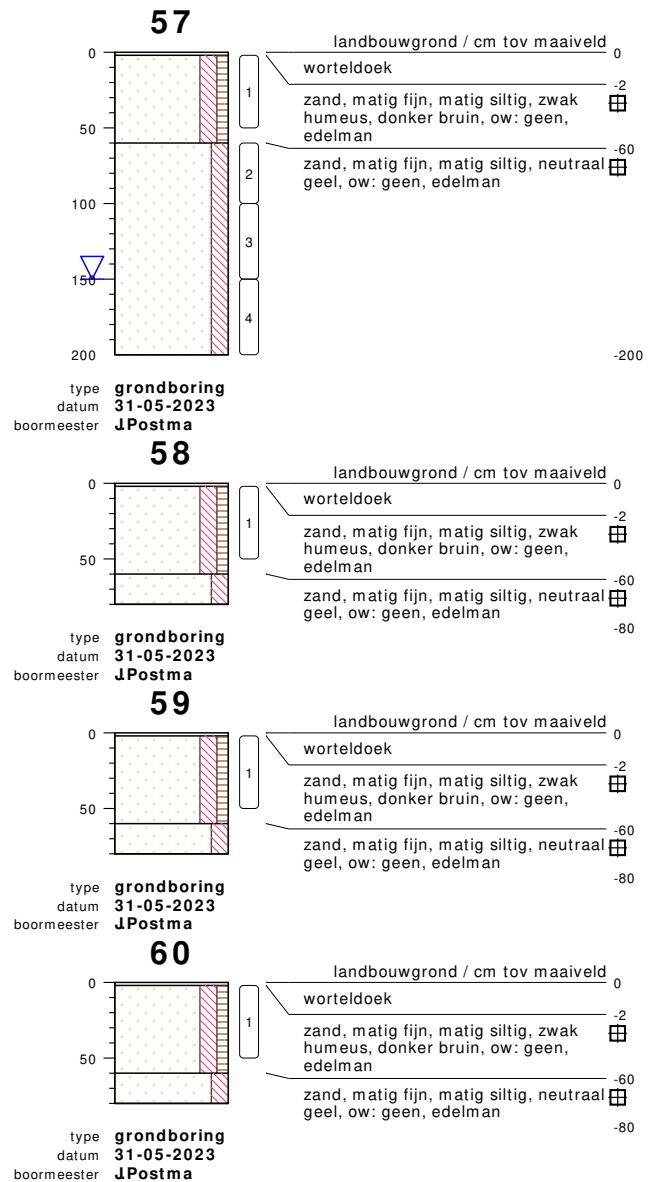 57
landbouwgrond / cm tov maaiveld
0
0
worteldoek
-2
zand, matig fijn, matig siltig, zwak
humeus, donker bruin, ow: geen,
edelman
1
50
-60
zand, matig fijn, matig siltig, neutraal
geel, ow: geen, edelman
2
100
3
150
4
200
-200
type grondboring
datum 31-05-2023
boormeester J.Postma
58
landbouwgrond / cm tov maaiveld
0
0
worteldoek
-2
zand, matig fijn, matig siltig, zwak
humeus, donker bruin, ow: geen,
edelman
1
50
-60
zand, matig fijn, matig siltig, neutraal
geel, ow: geen, edelman
-80
type grondboring
datum 31-05-2023
boormeester J.Postma
59
landbouwgrond / cm tov maaiveld
0
0
worteldoek
-2
zand, matig fijn, matig siltig, zwak
humeus, donker bruin, ow: geen,
edelman
1
50
-60
zand, matig fijn, matig siltig, neutraal
geel, ow: geen, edelman
-80
type grondboring
datum 31-05-2023
boormeester J.Postma
60
landbouwgrond / cm tov maaiveld
0
0
worteldoek
-2
zand, matig fijn, matig siltig, zwak
humeus, donker bruin, ow: geen,
edelman
1
50
-60
zand, matig fijn, matig siltig, neutraal
geel, ow: geen, edelman
-80
type grondboring
datum 31-05-2023
boormeester J.Postma